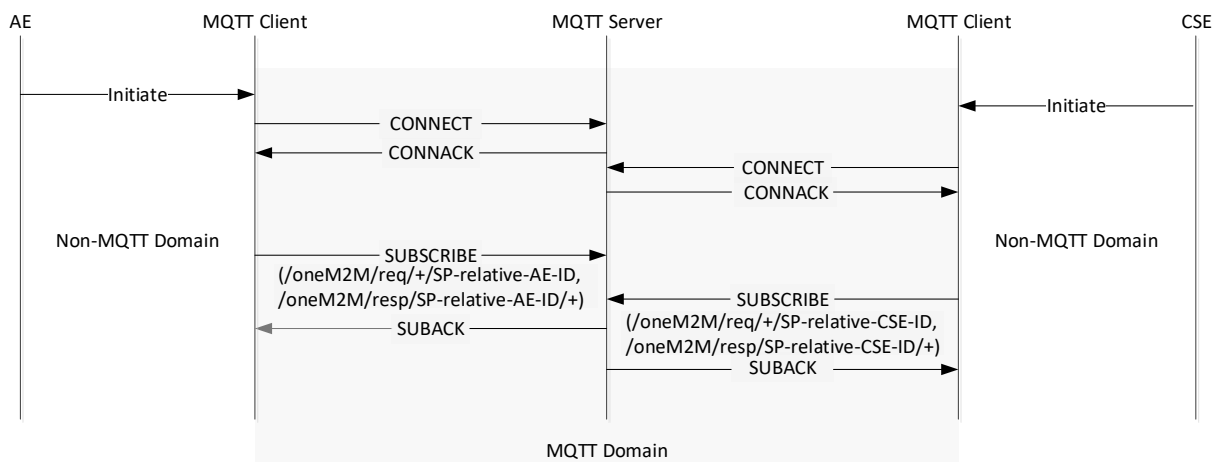 AE
MQTT Client
MQTT Server
MQTT Client
CSE
Initiate
Initiate
CONNECT
CONNACK
CONNECT
CONNACK
Non-MQTT Domain
Non-MQTT Domain
SUBSCRIBE
(/oneM2M/req/+/SP-relative-AE-ID,
/oneM2M/resp/SP-relative-AE-ID/+)
SUBSCRIBE
(/oneM2M/req/+/SP-relative-CSE-ID,
/oneM2M/resp/SP-relative-CSE-ID/+)
SUBACK
SUBACK
MQTT Domain